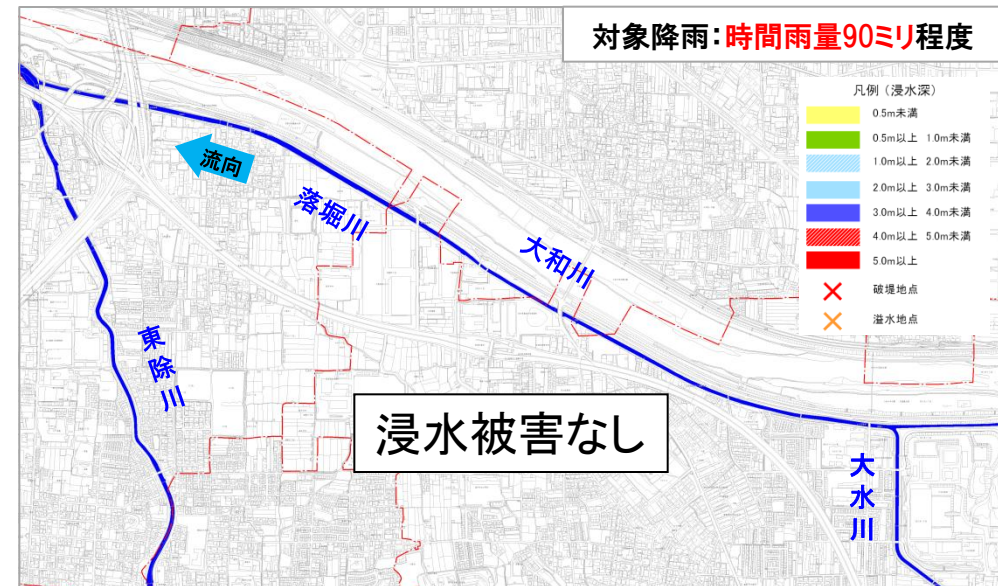 対象降雨：時間雨量90ミリ程度
凡例（浸水深）
0.5m未満
0.5m以上 1.0m未満
1.0m以上 2.0m未満
2.0m以上 3.0m未満
3.0m以上 4.0m未満
4.0m以上 5.0m未満
5.0m以上
破堤地点
溢水地点
流向
落堀川
大和川
東除川
浸水被害なし
大水川